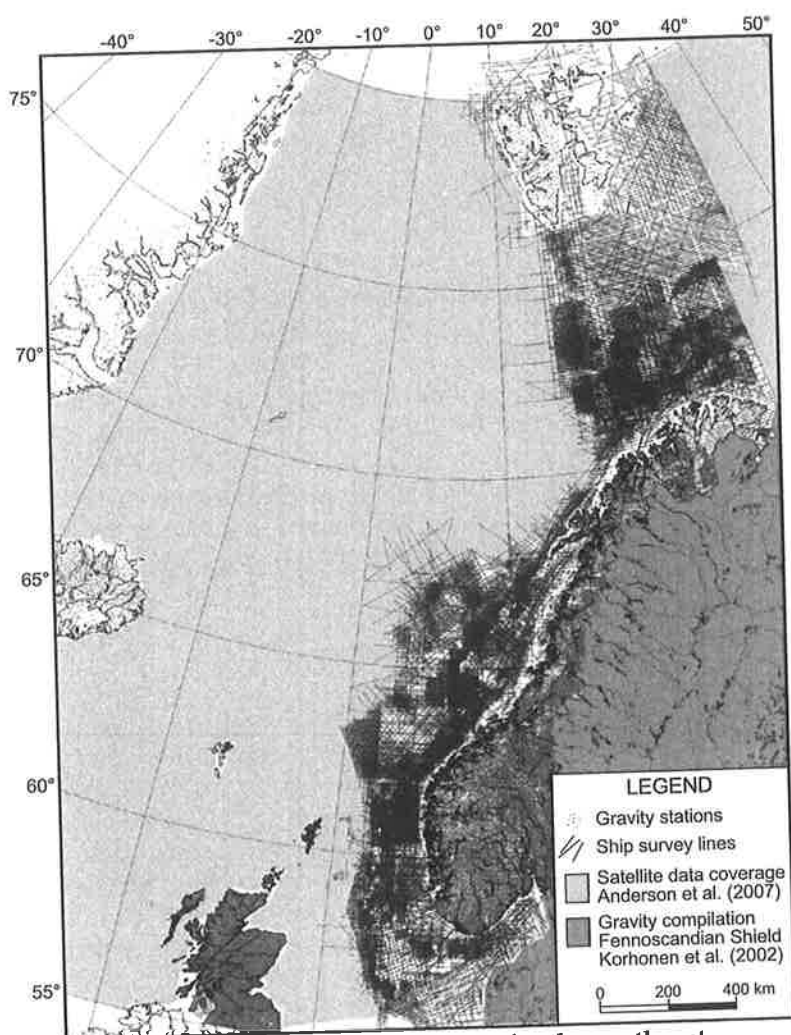 -40° -30° -20° -10° 0° 10° 20° 30° 40° 50°
75°
70°
65°
60°
55°
LEGEND
Gravity stations
Ship survey lines
Satellite data coverage
Anderson et al. (2007)
Gravity compilation
Fennoscandian Shield
Korhonen et al. (2002)
0 200 400 km